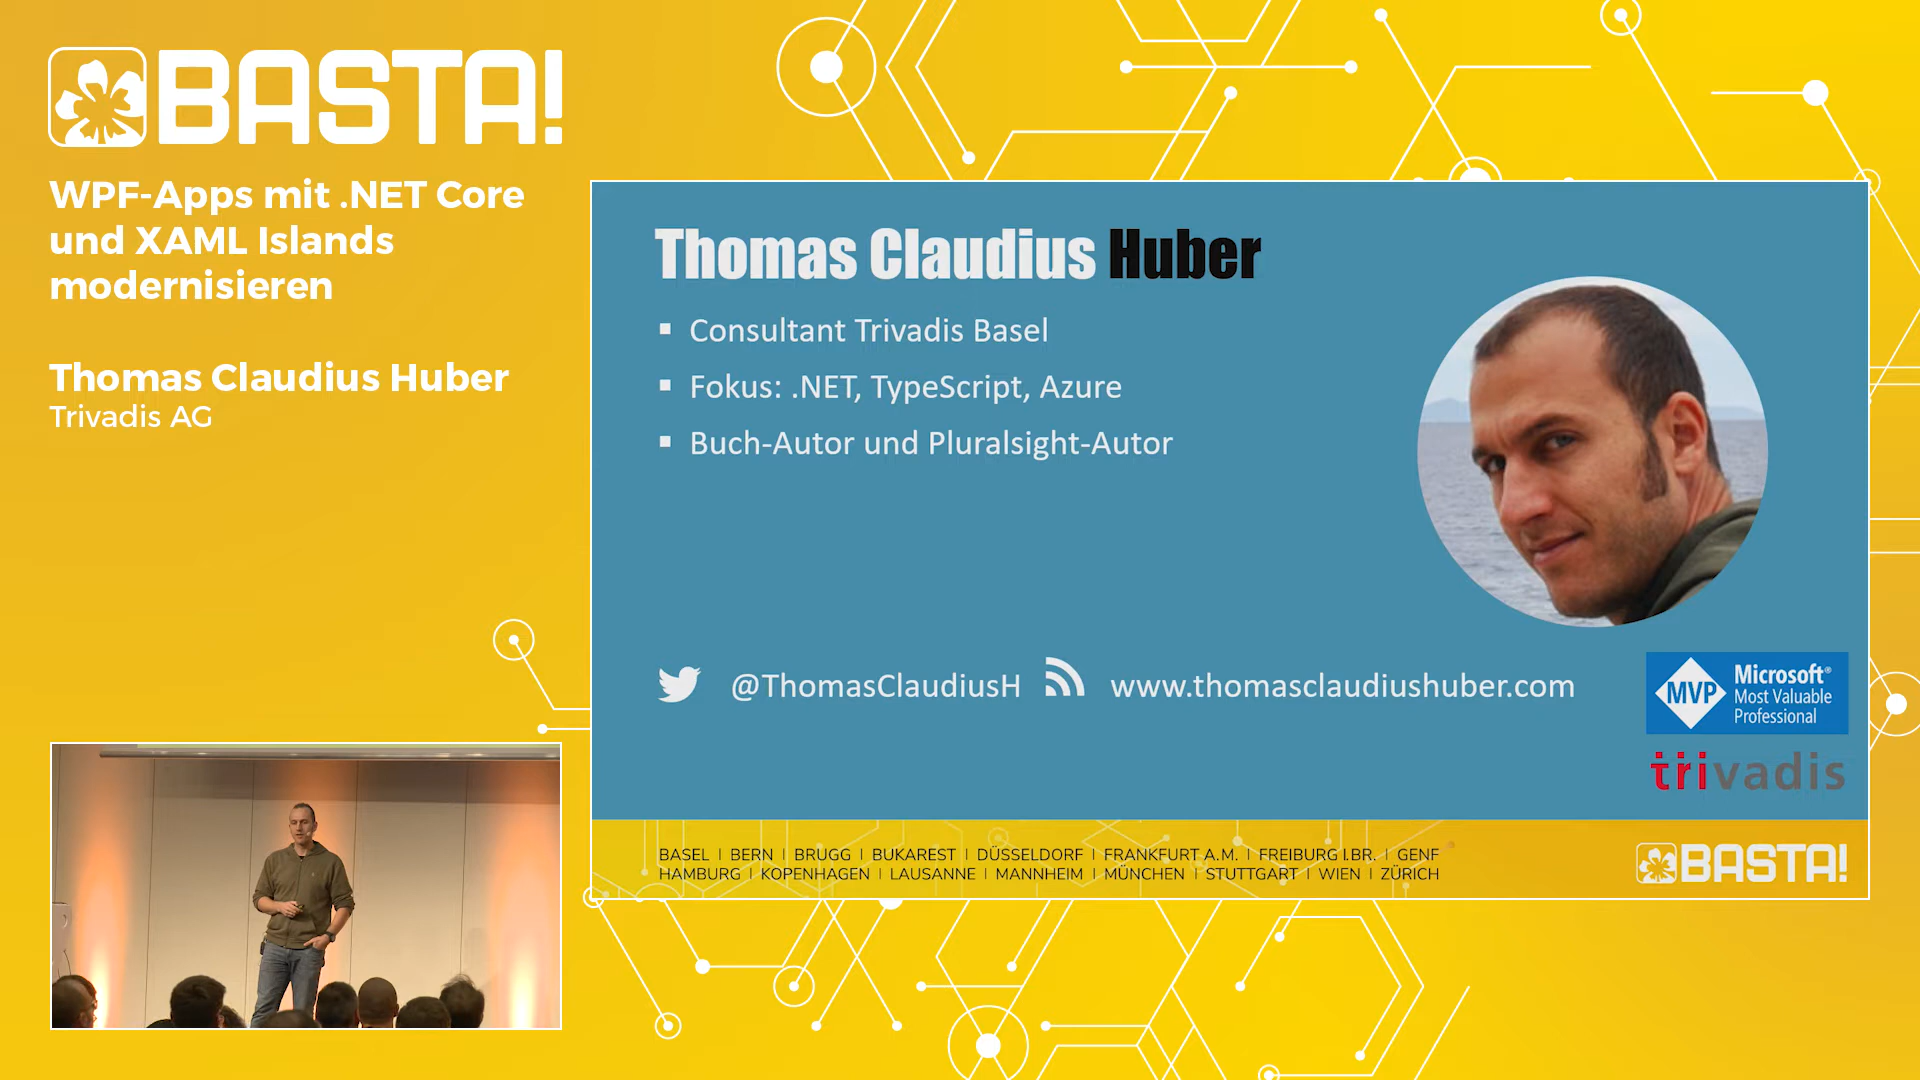 BASTA!
WPF-Apps mit .NET Core
und XAML Islands
modernisieren
Thomas Claudius Huber
Trivadis AG
Thomas Claudius Huber
Consultant Trivadis Basel
Fokus: .NET, TypeScript, Azure
Buch-Autor und Pluralsight-Autor
@ThomasClaudiusH www.thomasclaudiushuber.com
MVP
Microsoft®
Most Valuable
Professional
trivadis
BASEL | BERN | BRUGG | BUKAREST | DÜSSELDORF | FRANKFURT A.M. | FREIBURG I.BR. | GENF
HAMBURG | KOPENHAGEN | LAUSANNE | MANNHEIM | MÜNCHEN | STUTTGART | WIEN | ZÜRICH
BASTA!